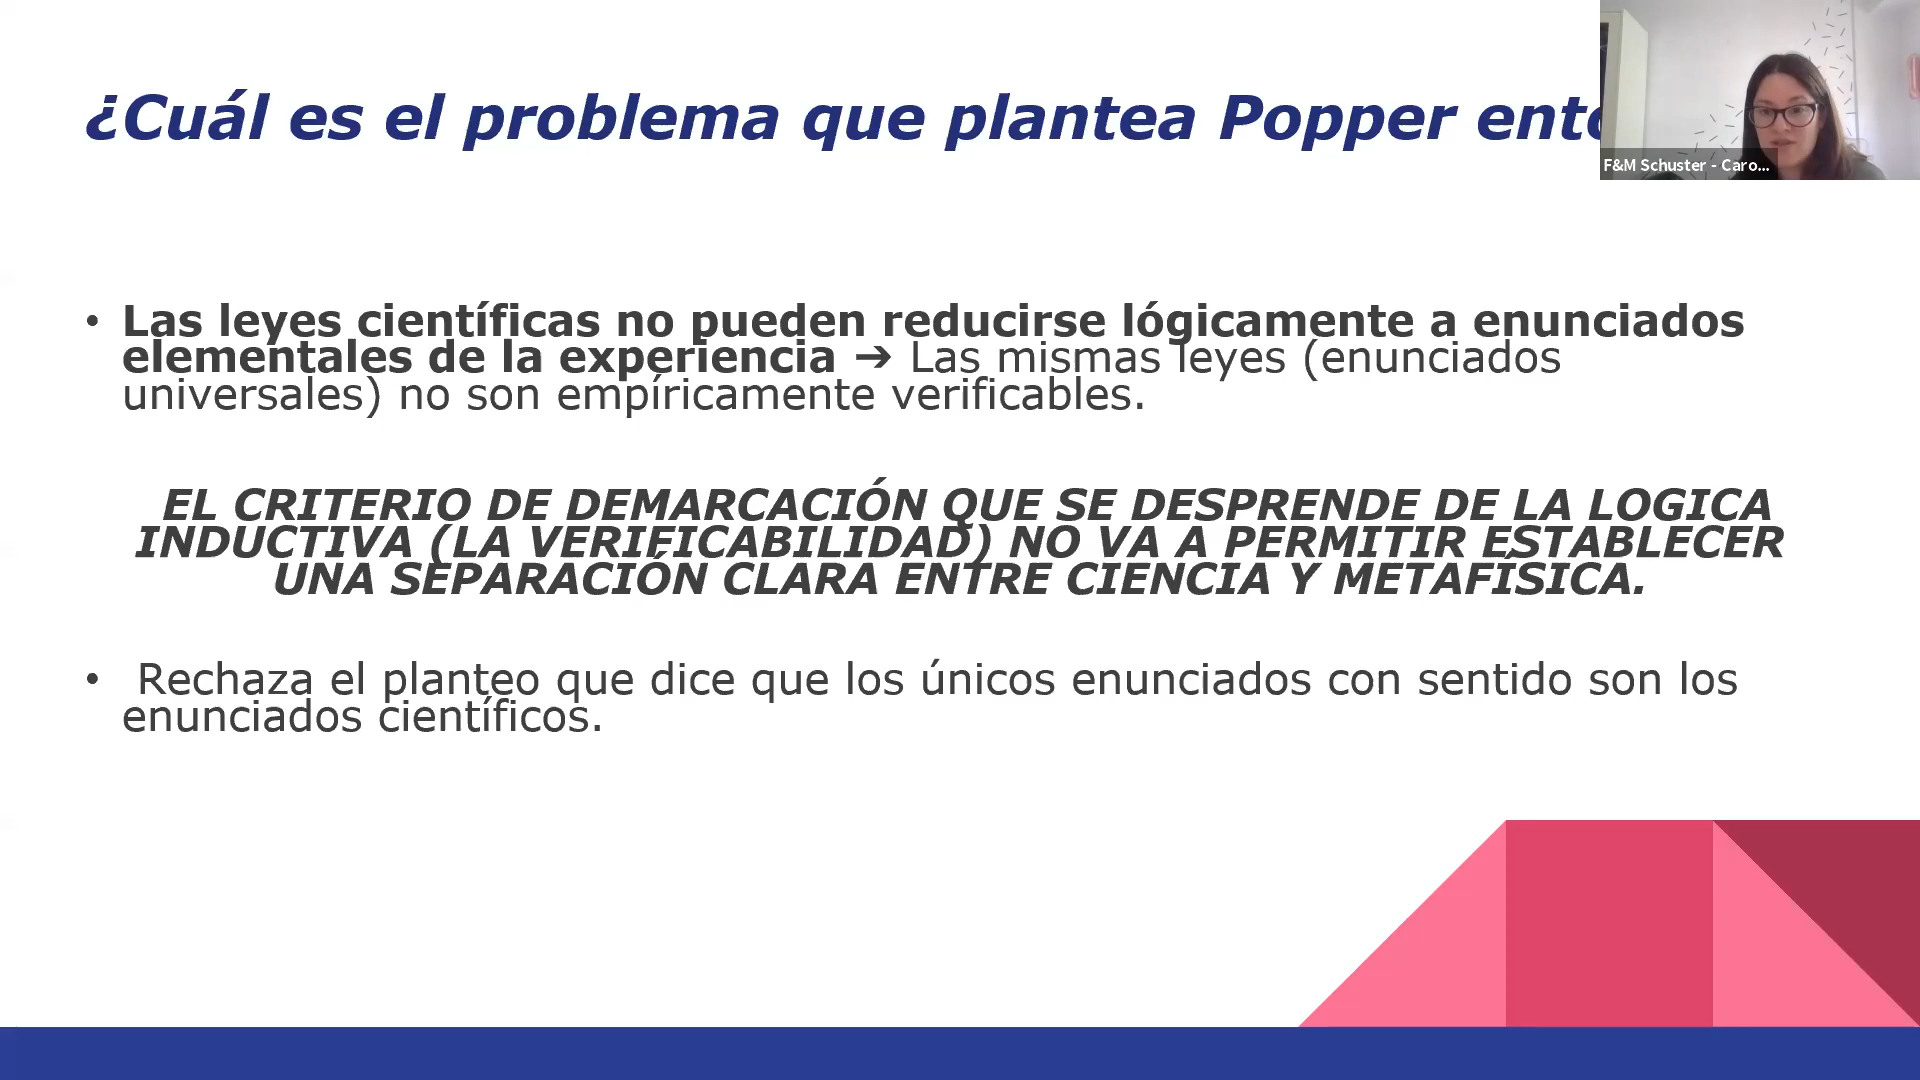 ¿Cuál es el problema que plantea Popper
F&M Schuster - Caro...
• Las leyes científicas no pueden reducirse lógicamente a enunciados
elementales de la experiencia ➔ Las mismas leyes (enunciados
universales) no son empíricamente verificables.
EL CRITERIO DE DEMARCACIÓN QUE SE DESPRENDE DE LA LOGICA
INDUCTIVA (LA VERIFICABILIDAD) NO VA A PERMITIR ESTABLECER
UNA SEPARACIÓN CLARA ENTRE CIENCIA Y METAFÍSICA.
• Rechaza el planteo que dice que los únicos enunciados con sentido son los
enunciados científicos.